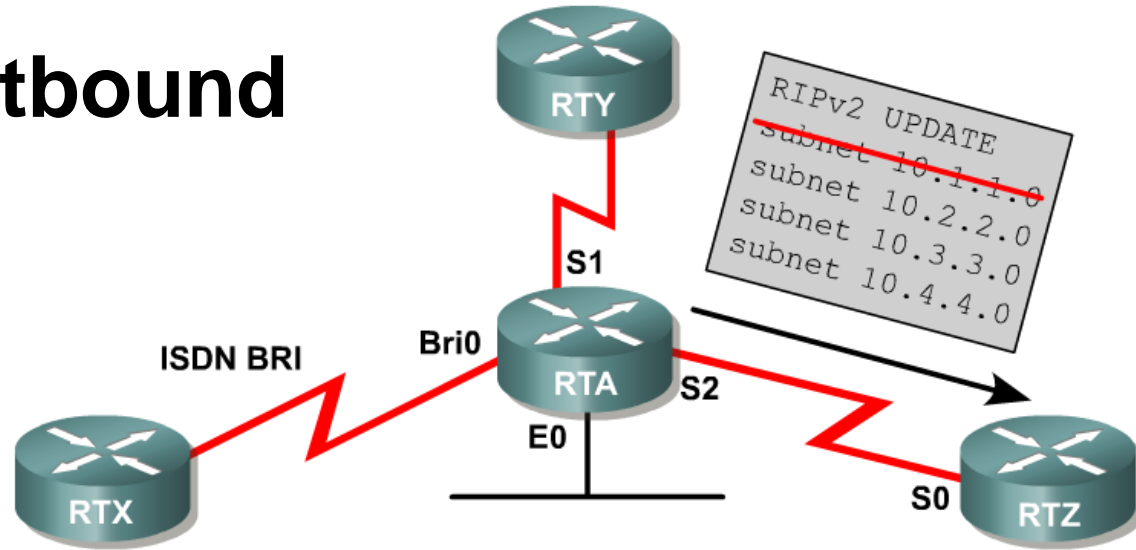 tbound
RTY
RIPv2 UPDATE
subnet 10.1.1.0
subnet 10.2.2.0
subnet 10.3.3.0
subnet 10.4.4.0
S1
ISDN BRI
Bri0
RTA
S2
E0
RTX
S0
RTZ